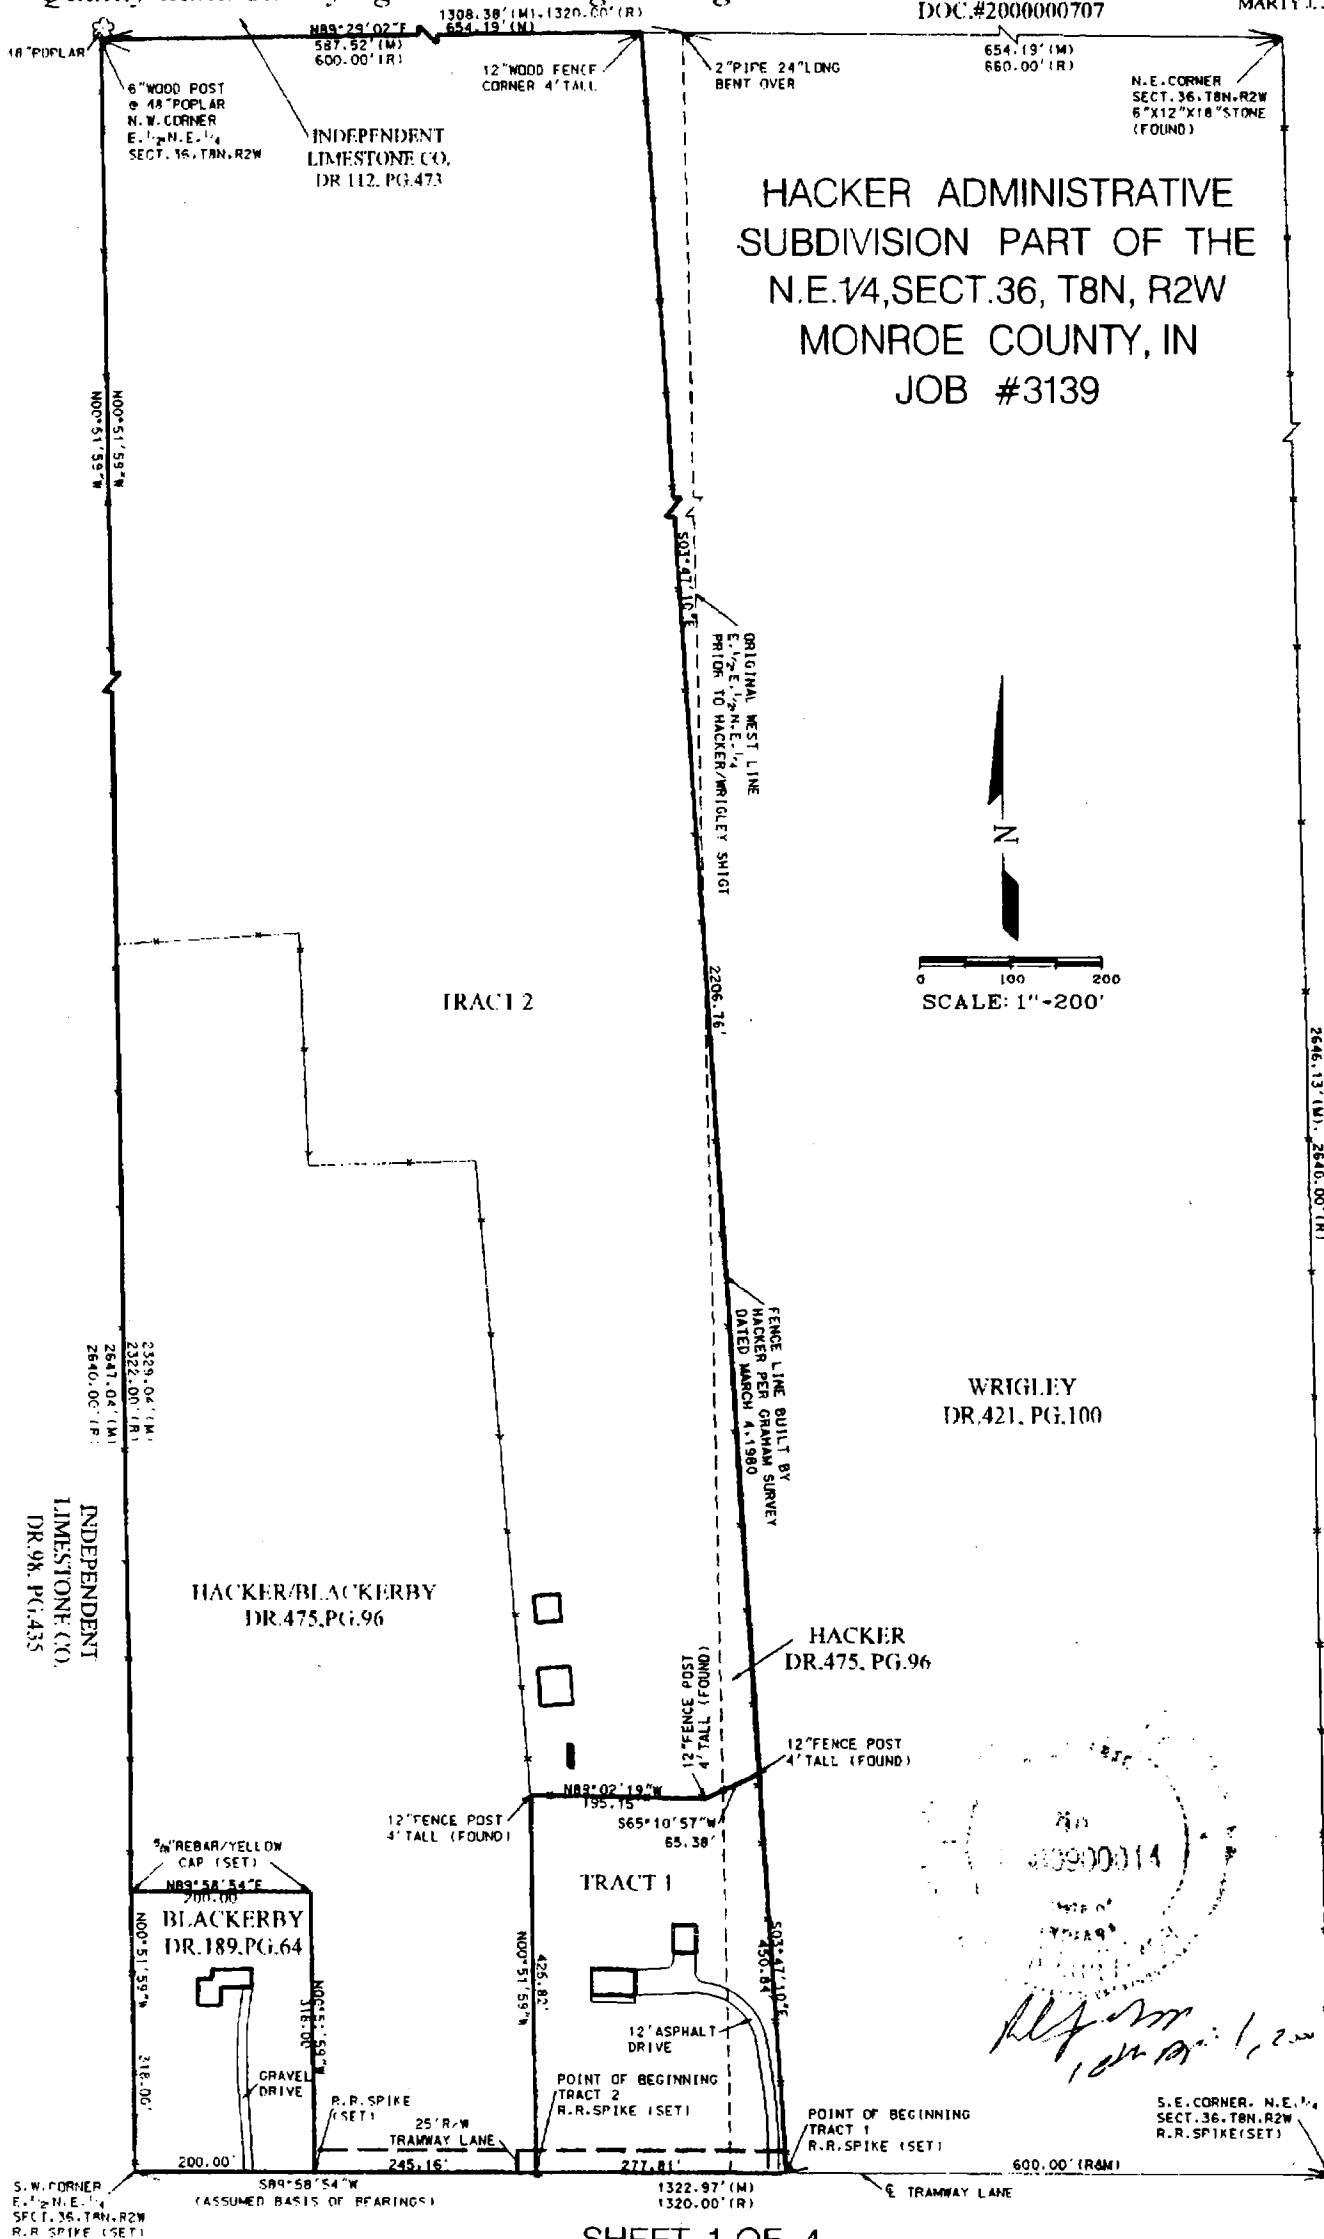 1308.38'(M),1320.00'(R)
DOC.#2000000707
N89°29'02"E
654.19'(M)
587.52'(M)
600.00'(R)
654.19'(M)
660.00'(R)
18"POPLAR
6"WOOD POST
@ 48"POPLAR
N.W.CORNER
E.1/2N.E.1/4
SECT.36,T8N,R2W
12"WOOD FENCE
CORNER 4'TALL
2"PIPE 24"LONG
BENT OVER
N.E.CORNER
SECT.36,T8N,R2W
6"X12"X18"STONE
(FOUND)
INDEPENDENT
LIMESTONE CO.
DR.112, PG.473
HACKER ADMINISTRATIVE
SUBDIVISION PART OF THE
N.E.1/4,SECT.36, T8N, R2W
MONROE COUNTY, IN
JOB #3139
N00°51'59"W
N00°51'59"W
S03°47'10"E
ORIGINAL WEST LINE
E.1/2E.1/2N.E.1/4
PRIOR TO HACKER/WRIGLEY SHIGT
N
0 100 200
SCALE: 1"=200'
TRACT 2
2206.76'
2646.13'(M), 2640.00'(R)
FENCE LINE BUILT BY
HACKER PER GRAHAM SURVEY
DATED MARCH 4,1980
2329.04'(M)
2322.00'(R)
2647.04'(M)
2640.00'(R)
WRIGLEY
DR.421, PG.100
INDEPENDENT
LIMESTONE CO.
DR.98, PG.435
HACKER/BLACKERBY
DR.475,PG.96
HACKER
DR.475, PG.96
12"FENCE POST
4'TALL (FOUND)
12"FENCE POST
4'TALL (FOUND)
N89°02'19"W
195.15'
S65°10'57"W
65.38'
12"FENCE POST
4'TALL (FOUND)
5/8"REBAR/YELLOW
CAP (SET)
N89°58'54"E
200.00
TRACT 1
BLACKERBY
DR.189,PG.64
N00°51'59"W
318.00'
N00°51'59"W
318.00'
N00°51'59"W
425.82'
S03°47'10"E
450.84'
12'ASPHALT
DRIVE
GRAVEL
DRIVE
R.R.SPIKE
(SET)
25'R/W
TRAMWAY LANE
POINT OF BEGINNING
TRACT 2
R.R.SPIKE (SET)
POINT OF BEGINNING
TRACT 1
R.R.SPIKE (SET)
S.E.CORNER, N.E.1/4
SECT.36,T8N,R2W
R.R.SPIKE(SET)
200.00'
245.16'
277.81'
600.00'(R&M)
S.W.CORNER
E.1/2N.E.1/4
SECT.36,T8N,R2W
R.R SPIKE (SET)
S89°58'54"W
(ASSUMED BASIS OF BEARINGS)
1322.97'(M)
1320.00'(R)
℄ TRAMWAY LANE
SHEET 1 OF 4